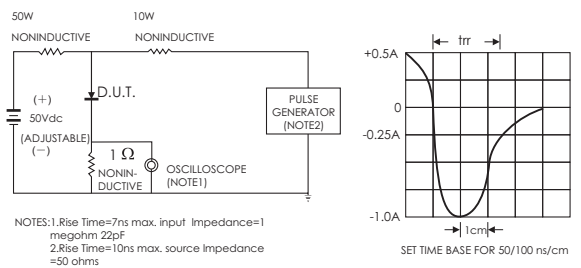 50W
NONINDUCTIVE
10W
NONINDUCTIVE
D.U.T.
(+)
50Vdc
(ADJUSTABLE)
(−)
1 Ω
NONIN-
DUCTIVE
OSCILLOSCOPE
(NOTE1)
PULSE
GENERATOR
(NOTE2)
NOTES:1.Rise Time=7ns max. input Impedance=1
megohm 22pF
2.Rise Time=10ns max. source Impedance
=50 ohms
trr
+0.5A
0
-0.25A
-1.0A
1cm
SET TIME BASE FOR 50/100 ns/cm